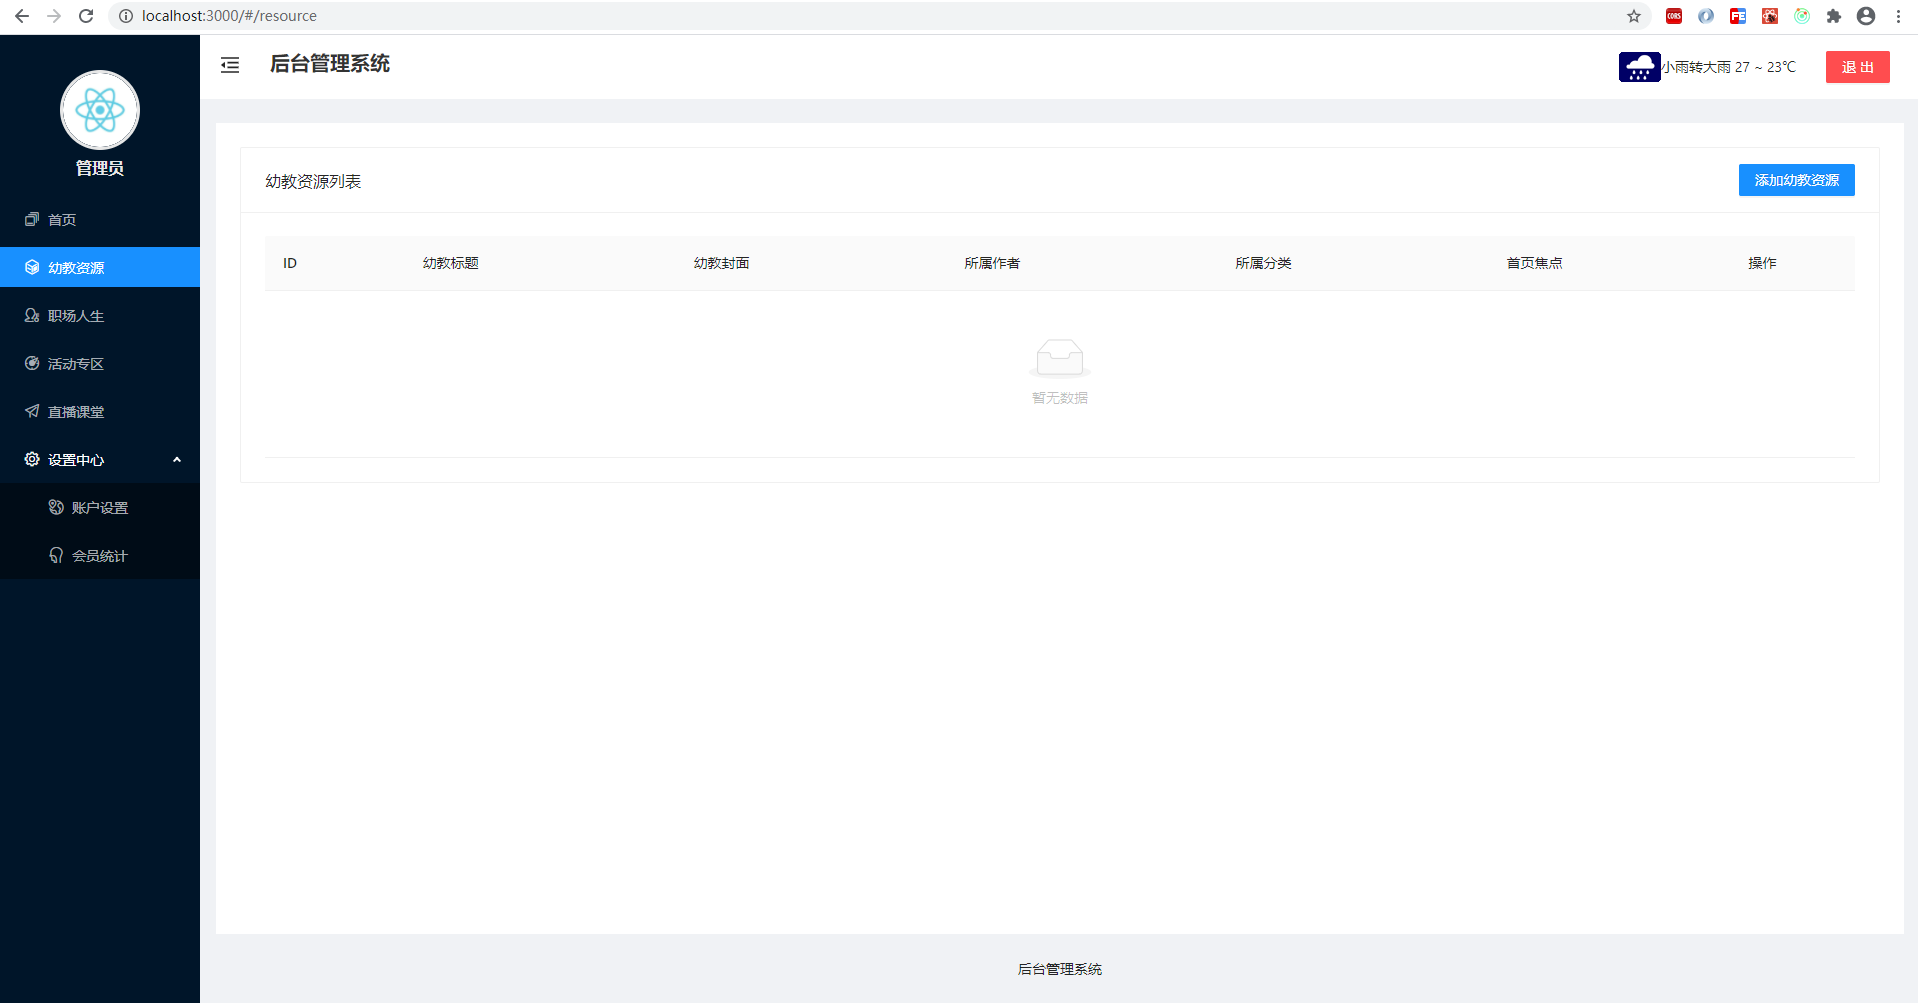 localhost:3000/#/resource
CORS
FE
后台管理系统
小雨转大雨 27 ~ 23℃
退 出
管理员
首页
幼教资源
职场人生
活动专区
直播课堂
设置中心
账户设置
会员统计
幼教资源列表
添加幼教资源
ID 幼教标题 幼教封面 所属作者 所属分类 首页焦点 操作
暂无数据
后台管理系统